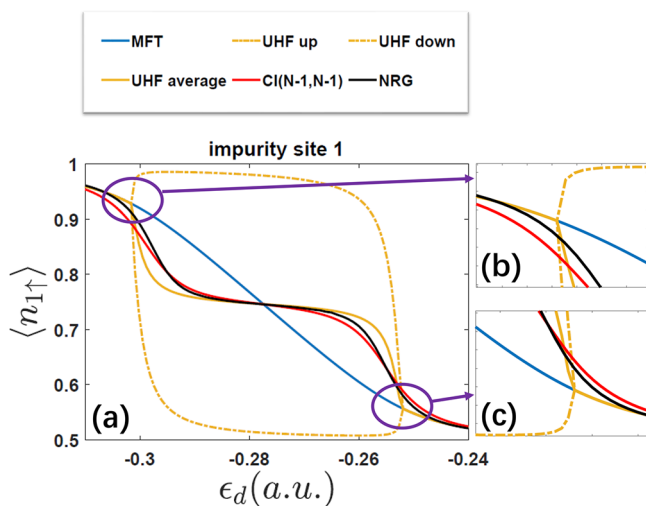 MFT UHF up UHF down
UHF average CI(N-1,N-1) NRG
impurity site 1
1
0.9
0.8
0.7
0.6
0.5
⟨n1↑⟩
-0.3 -0.28 -0.26 -0.24
ϵd(a.u.)
(a)
(b)
(c)